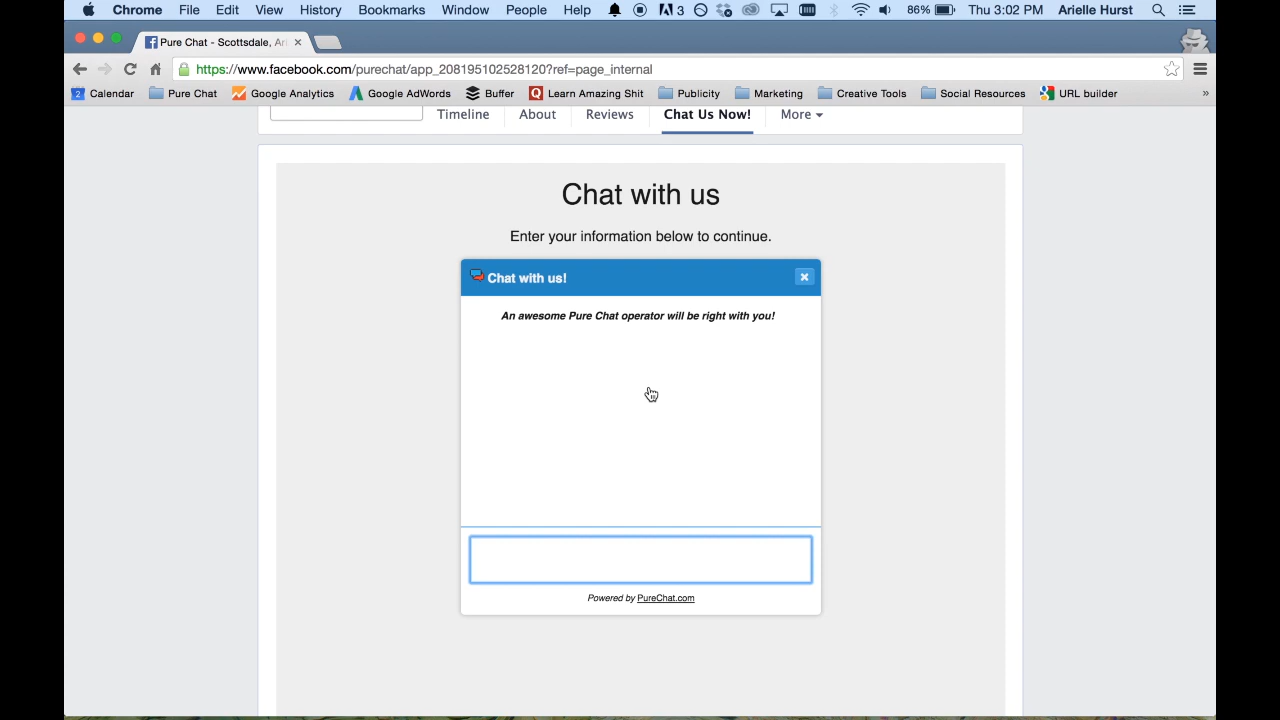 Chrome File Edit View History Bookmarks Window People Help 3 86% Thu 3:02 PM Arielle Hurst
Pure Chat - Scottsdale, Ari
https://www.facebook.com/purechat/app_208195102528120?ref=page_internal
2 Calendar Pure Chat Google Analytics Google AdWords Buffer Learn Amazing Shit Publicity Marketing Creative Tools Social Resources URL builder »
Timeline About Reviews Chat Us Now! More
Chat with us
Enter your information below to continue.
Chat with us!
An awesome Pure Chat operator will be right with you!
Powered by PureChat.com